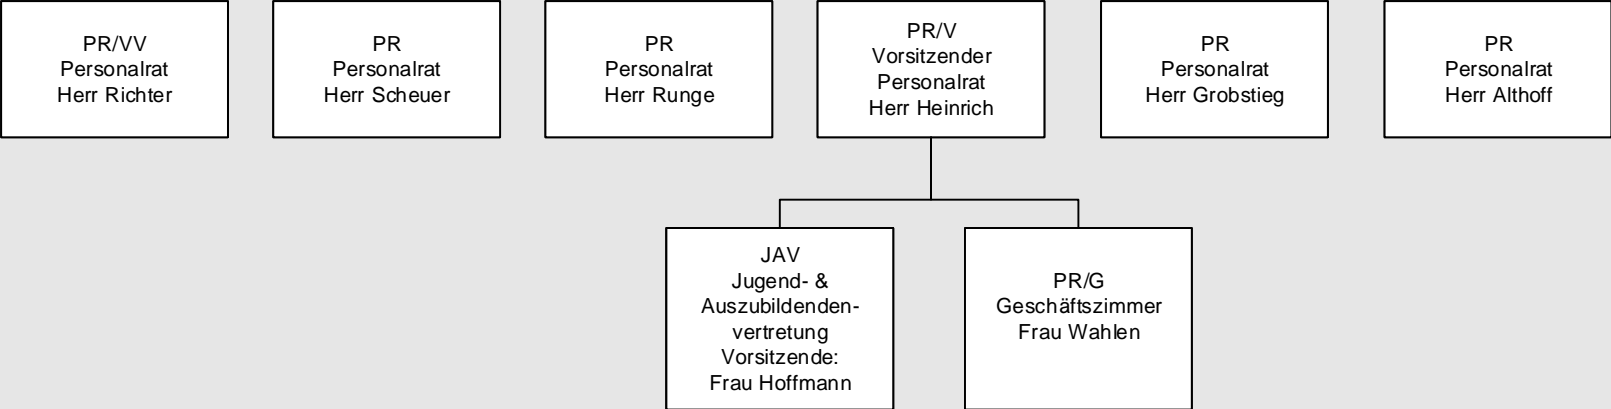 PR/VV
Personalrat
Herr Richter
PR
Personalrat
Herr Scheuer
PR
Personalrat
Herr Runge
PR/V
Vorsitzender
Personalrat
Herr Heinrich
PR
Personalrat
Herr Grobstieg
PR
Personalrat
Herr Althoff
JAV
Jugend- &
Auszubildenden-
vertretung
Vorsitzende:
Frau Hoffmann
PR/G
Geschäftszimmer
Frau Wahlen